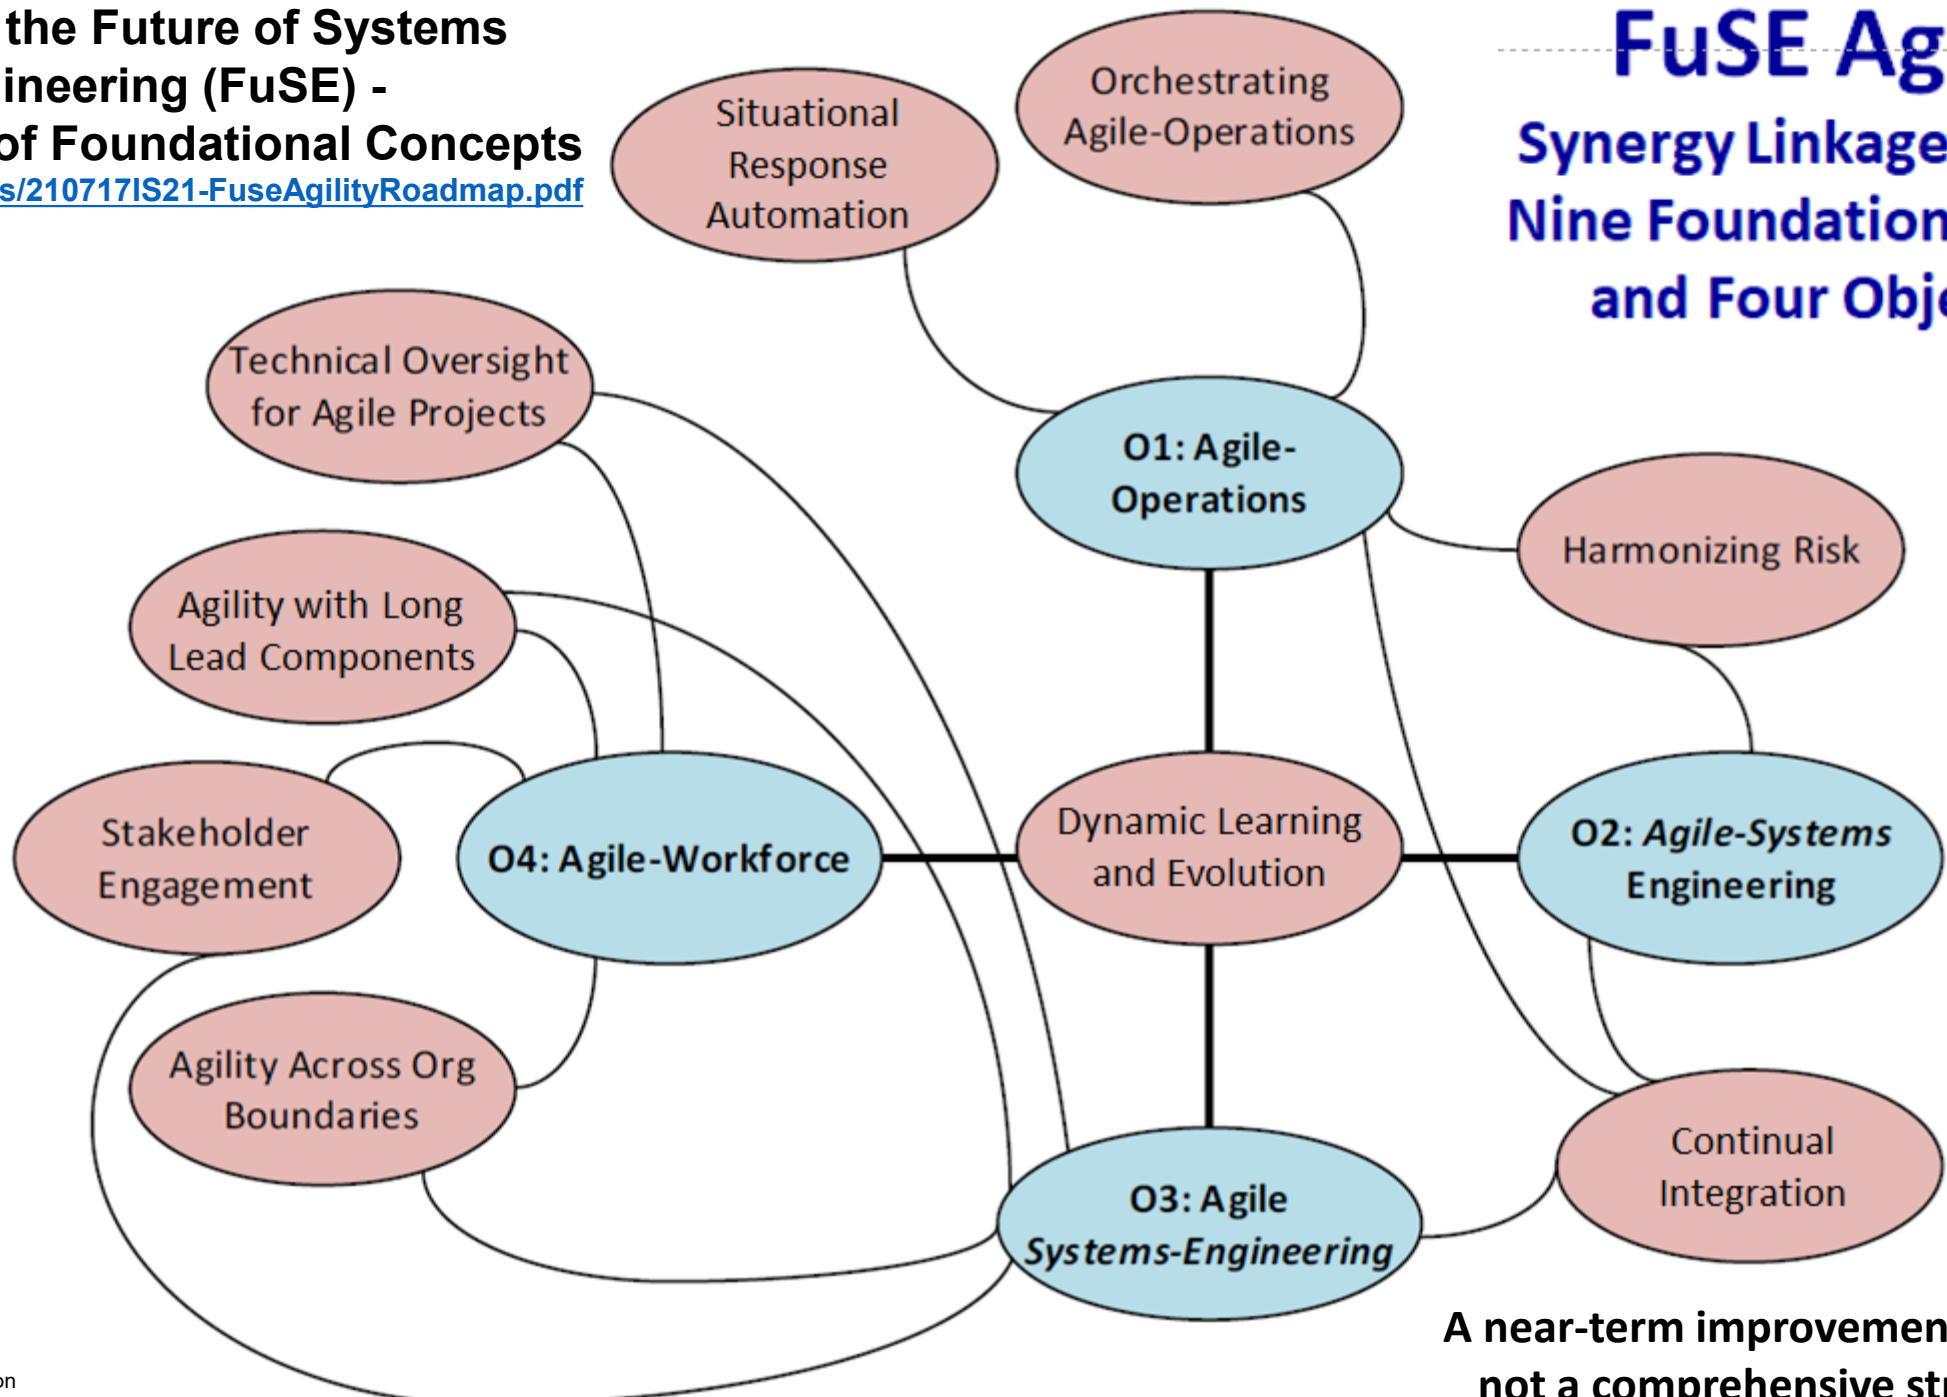 the Future of Systems
ineering (FuSE) -
of Foundational Concepts
s/210717IS21-FuseAgilityRoadmap.pdf
FuSE Ag
Synergy Linkage
Nine Foundation
and Four Obje
Orchestrating
Agile-Operations
Situational
Response
Automation
Technical Oversight
for Agile Projects
O1: Agile-
Operations
Harmonizing Risk
Agility with Long
Lead Components
Stakeholder
Engagement
O4: Agile-Workforce
Dynamic Learning
and Evolution
O2: Agile-Systems
Engineering
Agility Across Org
Boundaries
Continual
Integration
O3: Agile
Systems-Engineering
A near-term improvemen
not a comprehensive str
on